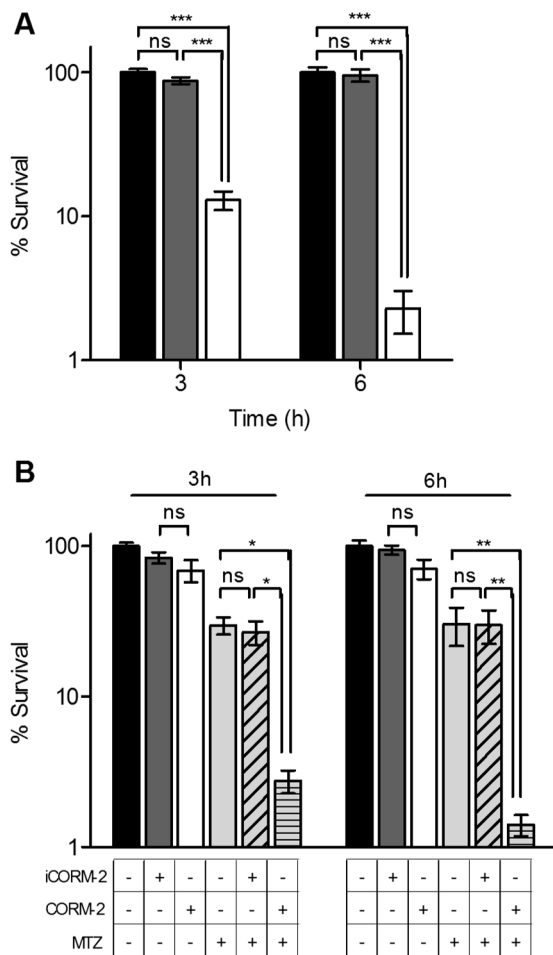 A
***
***
ns
***
ns
***
100
10
1
% Survival
3
6
Time (h)
B
3h
6h
ns
ns
*
**
ns
*
ns
**
100
10
1
% Survival
iCORM-2 - + - - + - - + - - + -
CORM-2 - - + - - + - - + - - +
MTZ - - - + + + - - - + + +